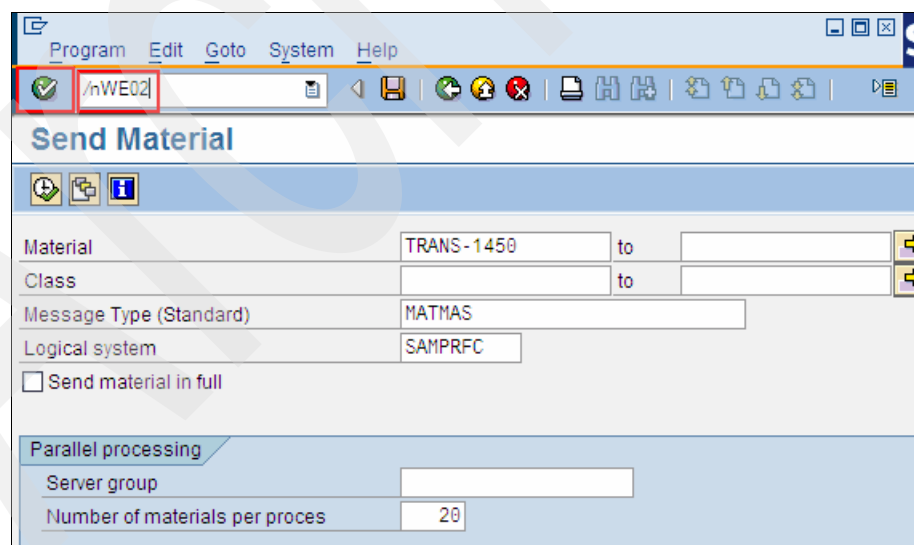 Program Edit Goto System Help
/nWE02
Send Material
Material TRANS-1450 to
Class to
Message Type (Standard) MATMAS
Logical system SAMPRFC
Send material in full
Parallel processing
Server group
Number of materials per proces 20